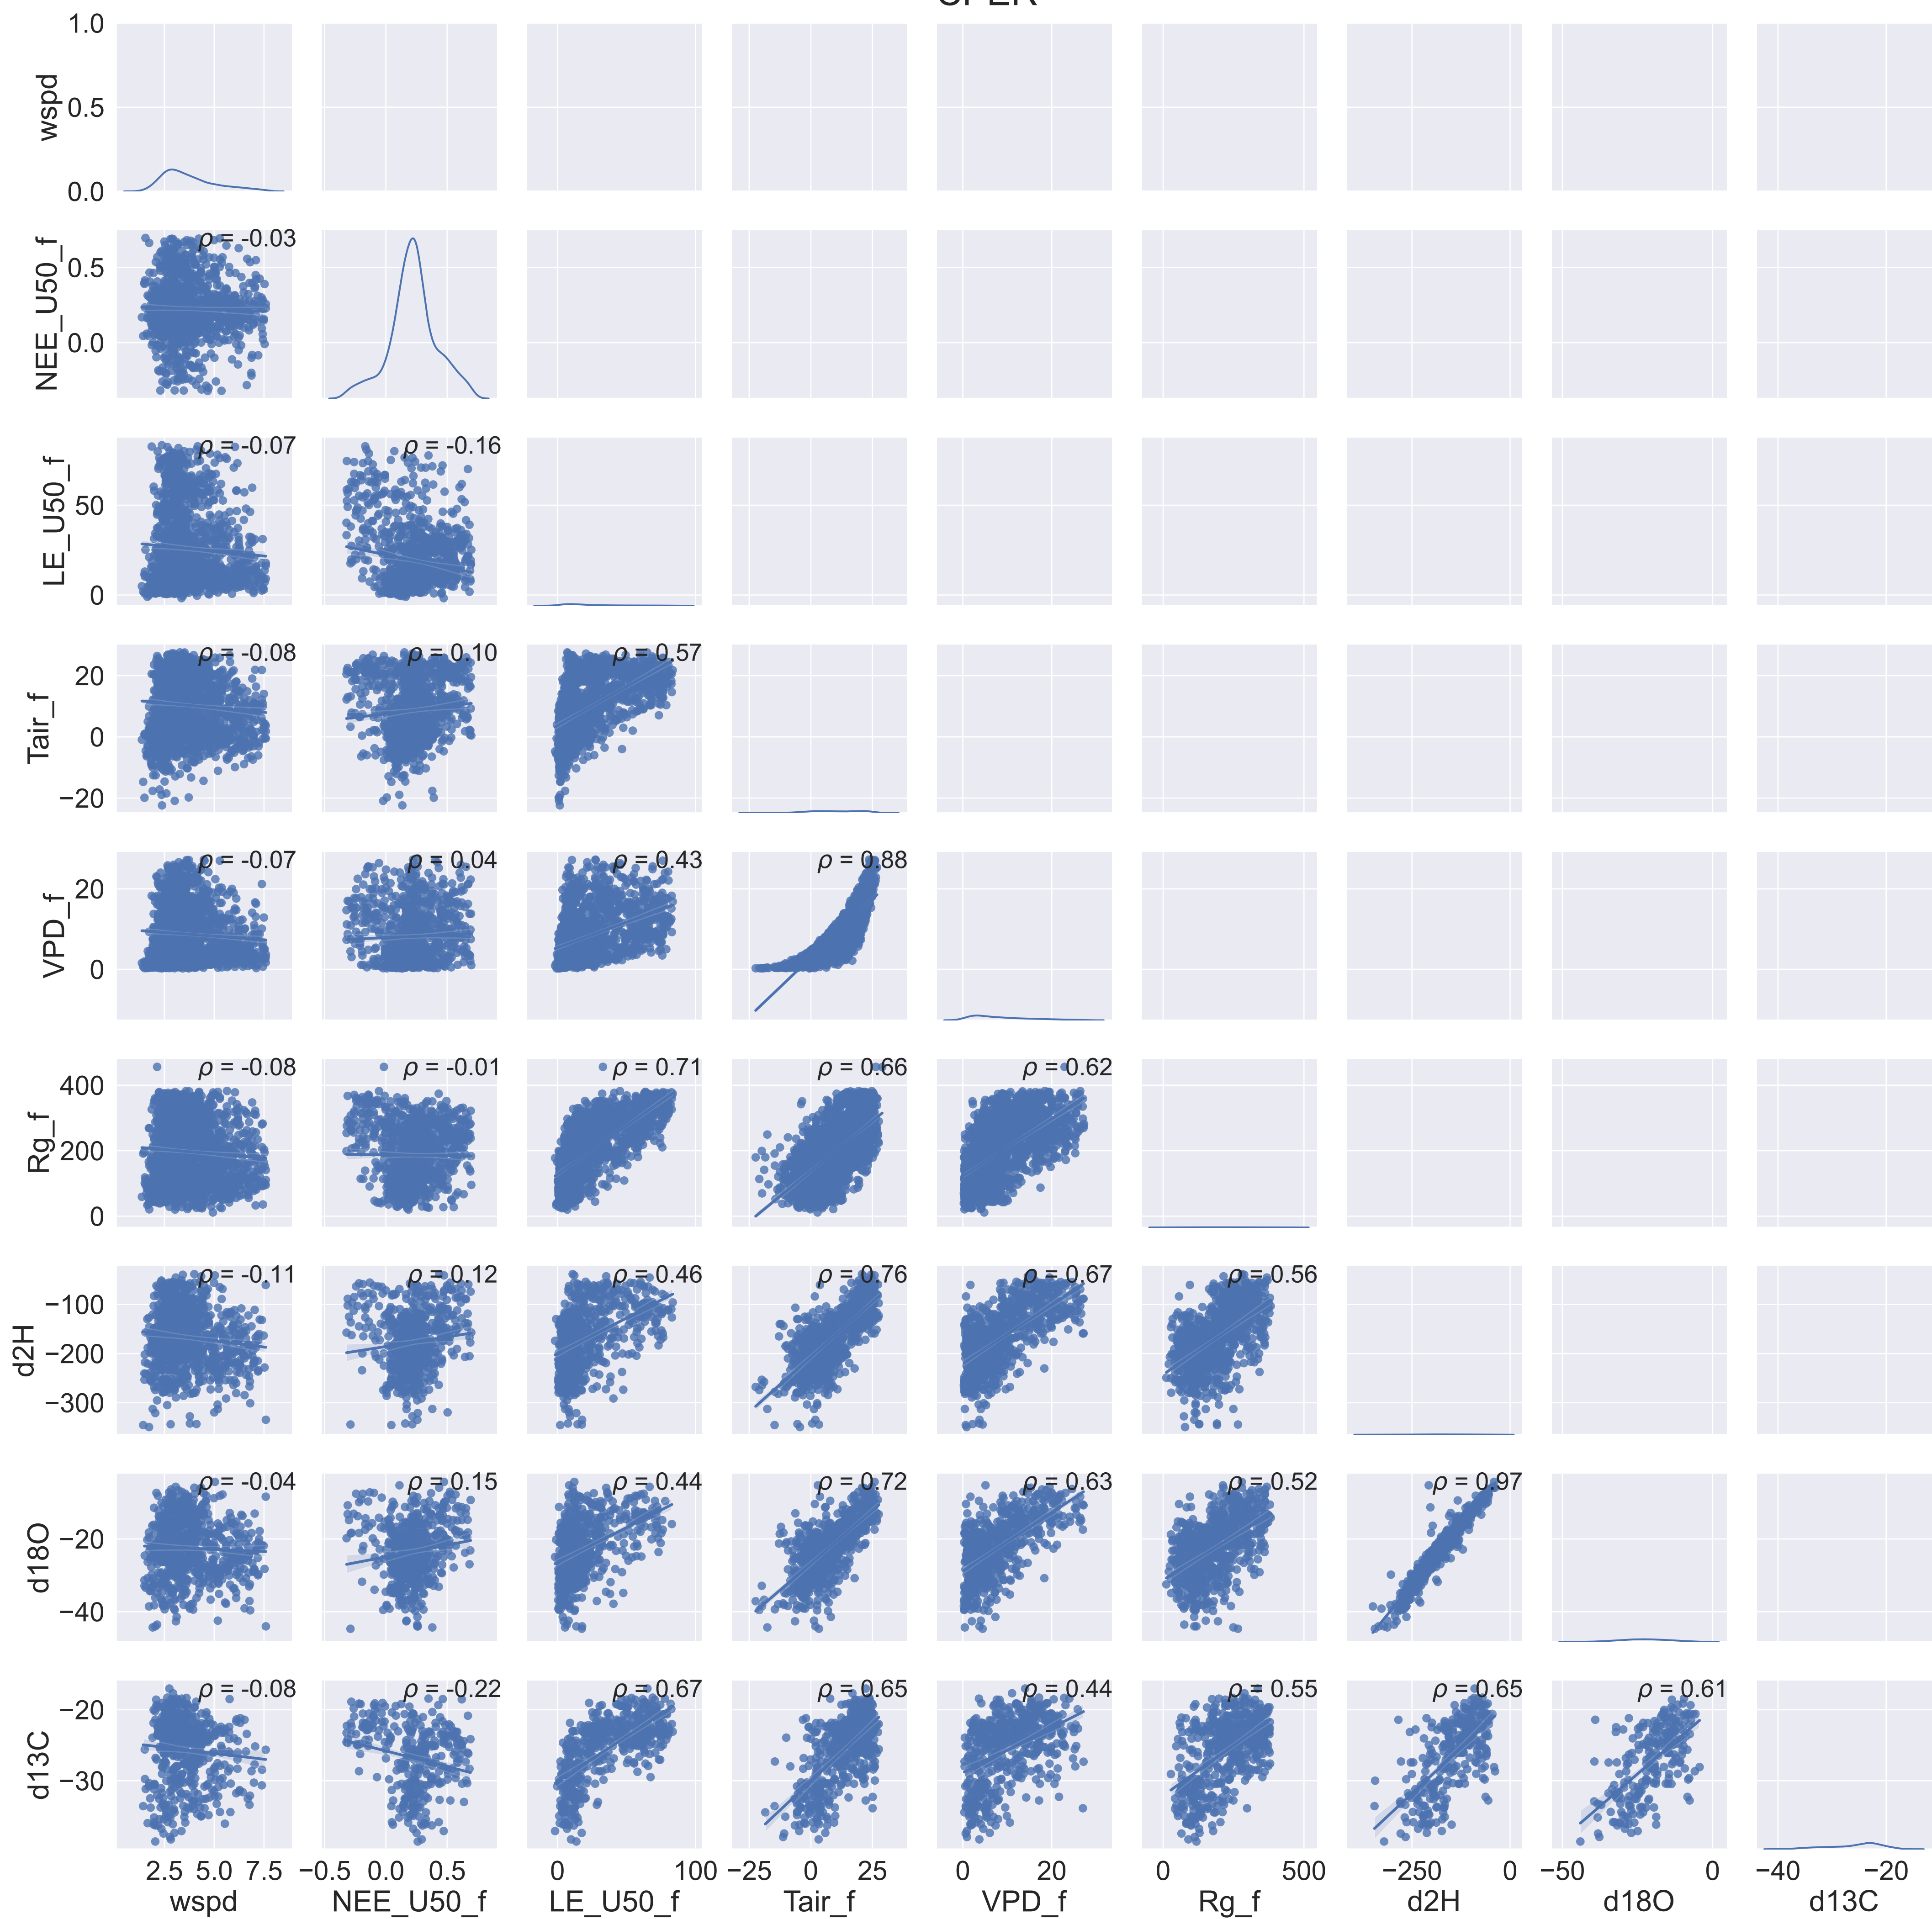 1.0
0.5
0.0
wspd
ρ = -0.03
0.5
0.0
NEE_U50_f
ρ = -0.07
ρ = -0.16
50
0
LE_U50_f
ρ = -0.08
ρ = 0.10
ρ = 0.57
20
0
−20
Tair_f
ρ = -0.07
ρ = 0.04
ρ = 0.43
ρ = 0.88
20
0
VPD_f
ρ = -0.08
ρ = -0.01
ρ = 0.71
ρ = 0.66
ρ = 0.62
400
200
0
Rg_f
ρ = -0.11
ρ = 0.12
ρ = 0.46
ρ = 0.76
ρ = 0.67
ρ = 0.56
−100
−200
−300
d2H
ρ = -0.04
ρ = 0.15
ρ = 0.44
ρ = 0.72
ρ = 0.63
ρ = 0.52
ρ = 0.97
−20
−40
d18O
ρ = -0.08
ρ = -0.22
ρ = 0.67
ρ = 0.65
ρ = 0.44
ρ = 0.55
ρ = 0.65
ρ = 0.61
−20
−30
d13C
2.5 5.0 7.5
−0.5 0.0 0.5
0 100
−25 0 25
0 20
0 500
−250 0
−50 0
−40 −20
wspd
NEE_U50_f
LE_U50_f
Tair_f
VPD_f
Rg_f
d2H
d18O
d13C